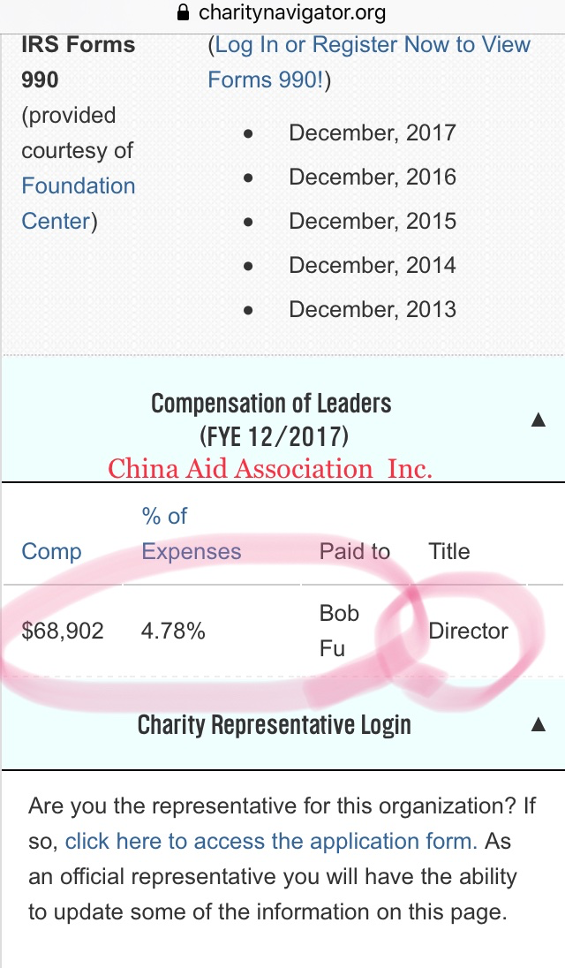 charitynavigator.org
IRS Forms
990
(provided
courtesy of
Foundation
Center)
(Log In or Register Now to View
Forms 990!)
• December, 2017
• December, 2016
• December, 2015
• December, 2014
• December, 2013
Compensation of Leaders
(FYE 12/2017)
▲
China Aid Association Inc.
Comp % of Expenses Paid to Title
$68,902 4.78% Bob Fu Director
Charity Representative Login ▲
Are you the representative for this organization? If
so, click here to access the application form. As
an official representative you will have the ability
to update some of the information on this page.